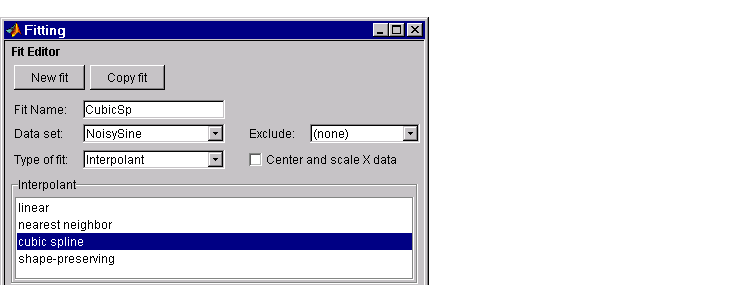 Fitting
Fit Editor
New fit Copy fit
Fit Name: CubicSp
Data set: NoisySine Exclude: (none)
Type of fit: Interpolant Center and scale X data
Interpolant
linear
nearest neighbor
cubic spline
shape-preserving